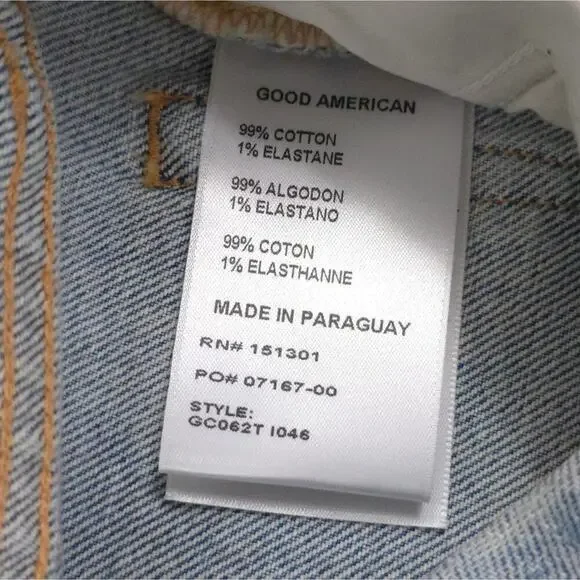 GOOD AMERICAN
99% COTTON
1% ELASTANE
99% ALGODON
1% ELASTANO
99% COTON
1% ELASTHANNE
MADE IN PARAGUAY
RN# 151301
PO# 07167-00
STYLE:
GC062T I046